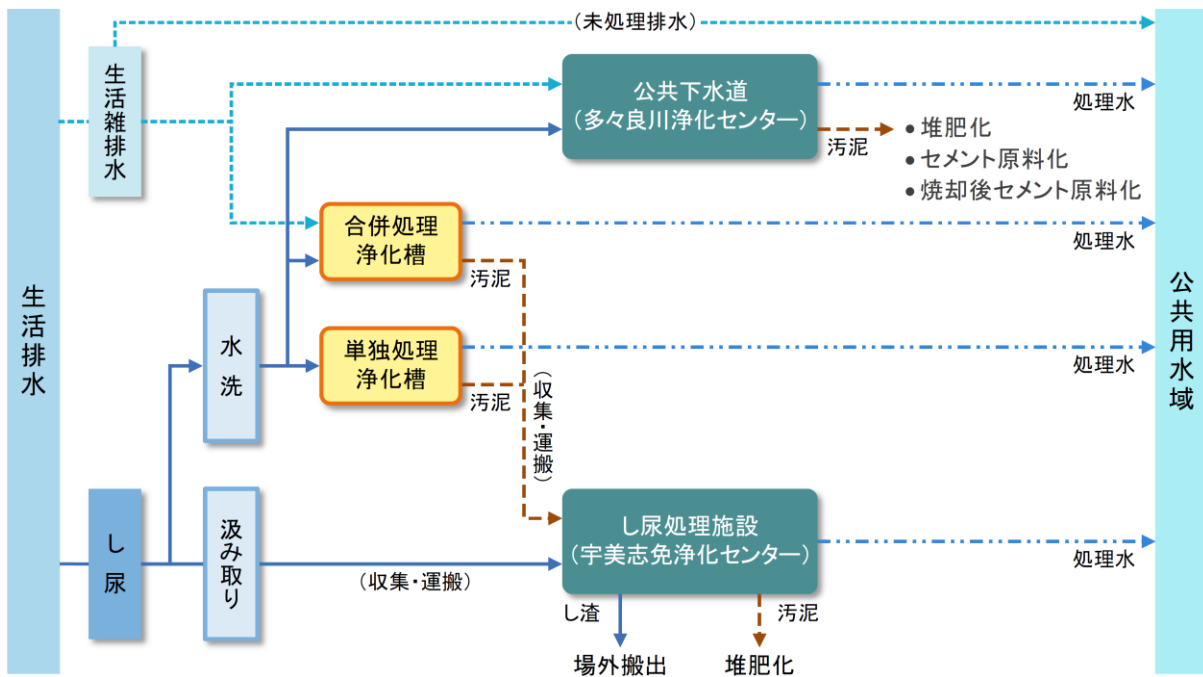 生活排水
生活雑排水
（未処理排水）
公共下水道
（多々良川浄化センター）
処理水
汚泥
● 堆肥化
● セメント原料化
● 焼却後セメント原料化
合併処理
浄化槽
処理水
汚泥
水洗
単独処理
浄化槽
処理水
汚泥
（収集・運搬）
し尿
汲み取り
（収集・運搬）
し尿処理施設
（宇美志免浄化センター）
処理水
し渣
汚泥
場外搬出
堆肥化
公共用水域